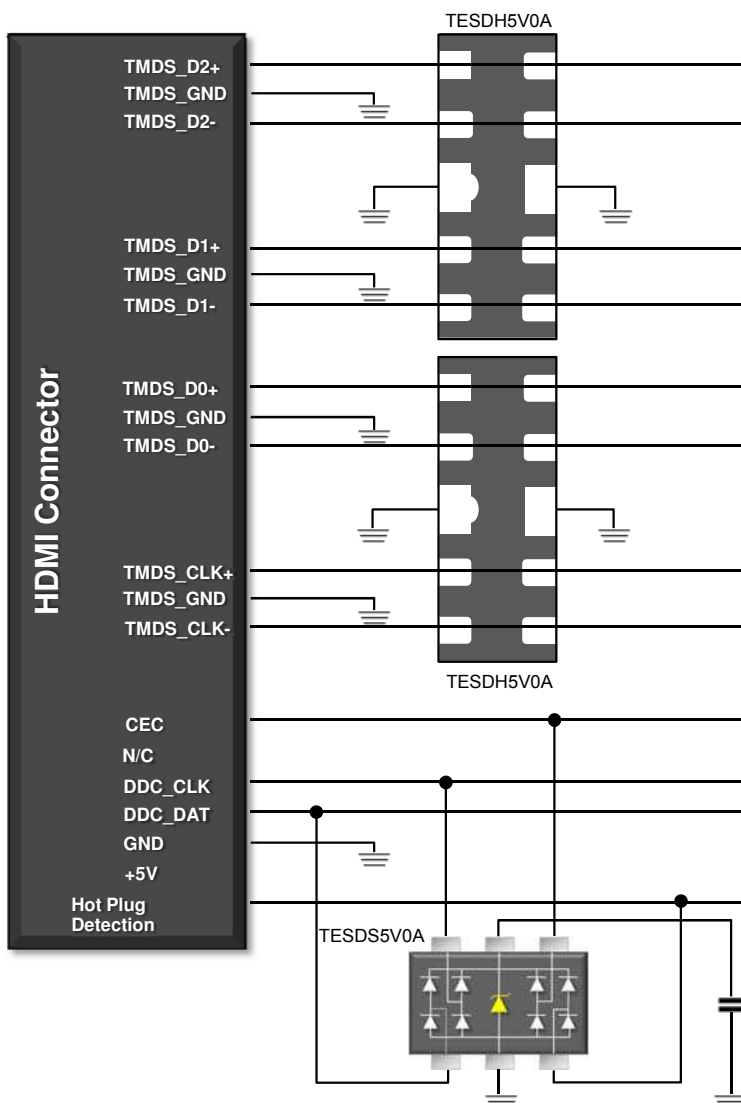 TESDH5V0A
TMDS_D2+
TMDS_GND
TMDS_D2-
TMDS_D1+
TMDS_GND
TMDS_D1-
HDMI Connector
TMDS_D0+
TMDS_GND
TMDS_D0-
TMDS_CLK+
TMDS_GND
TMDS_CLK-
TESDH5V0A
CEC
N/C
DDC_CLK
DDC_DAT
GND
+5V
Hot Plug
Detection
TESDS5V0A